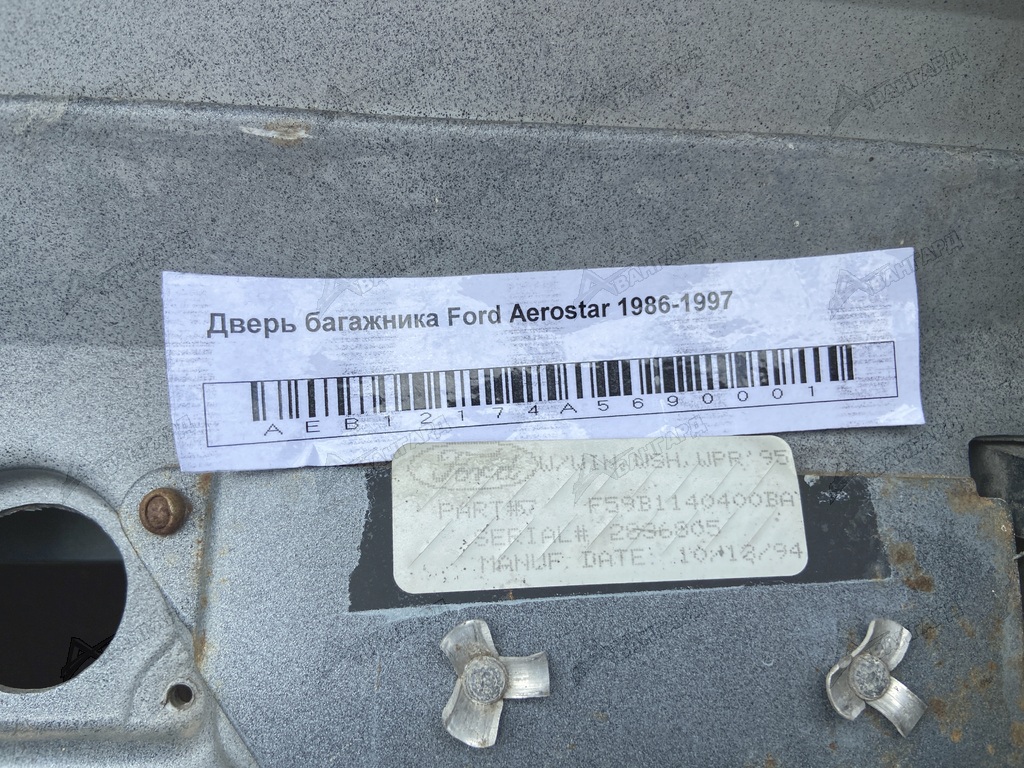 Дверь багажника Ford Aerostar 1986-1997
AEB12174A5690001
W/WIN.WSH.WPR'95
PART# F59B1140400BA
SERIAL# 2896805
MANUF DATE: 10/18/94
АВАНГАРД